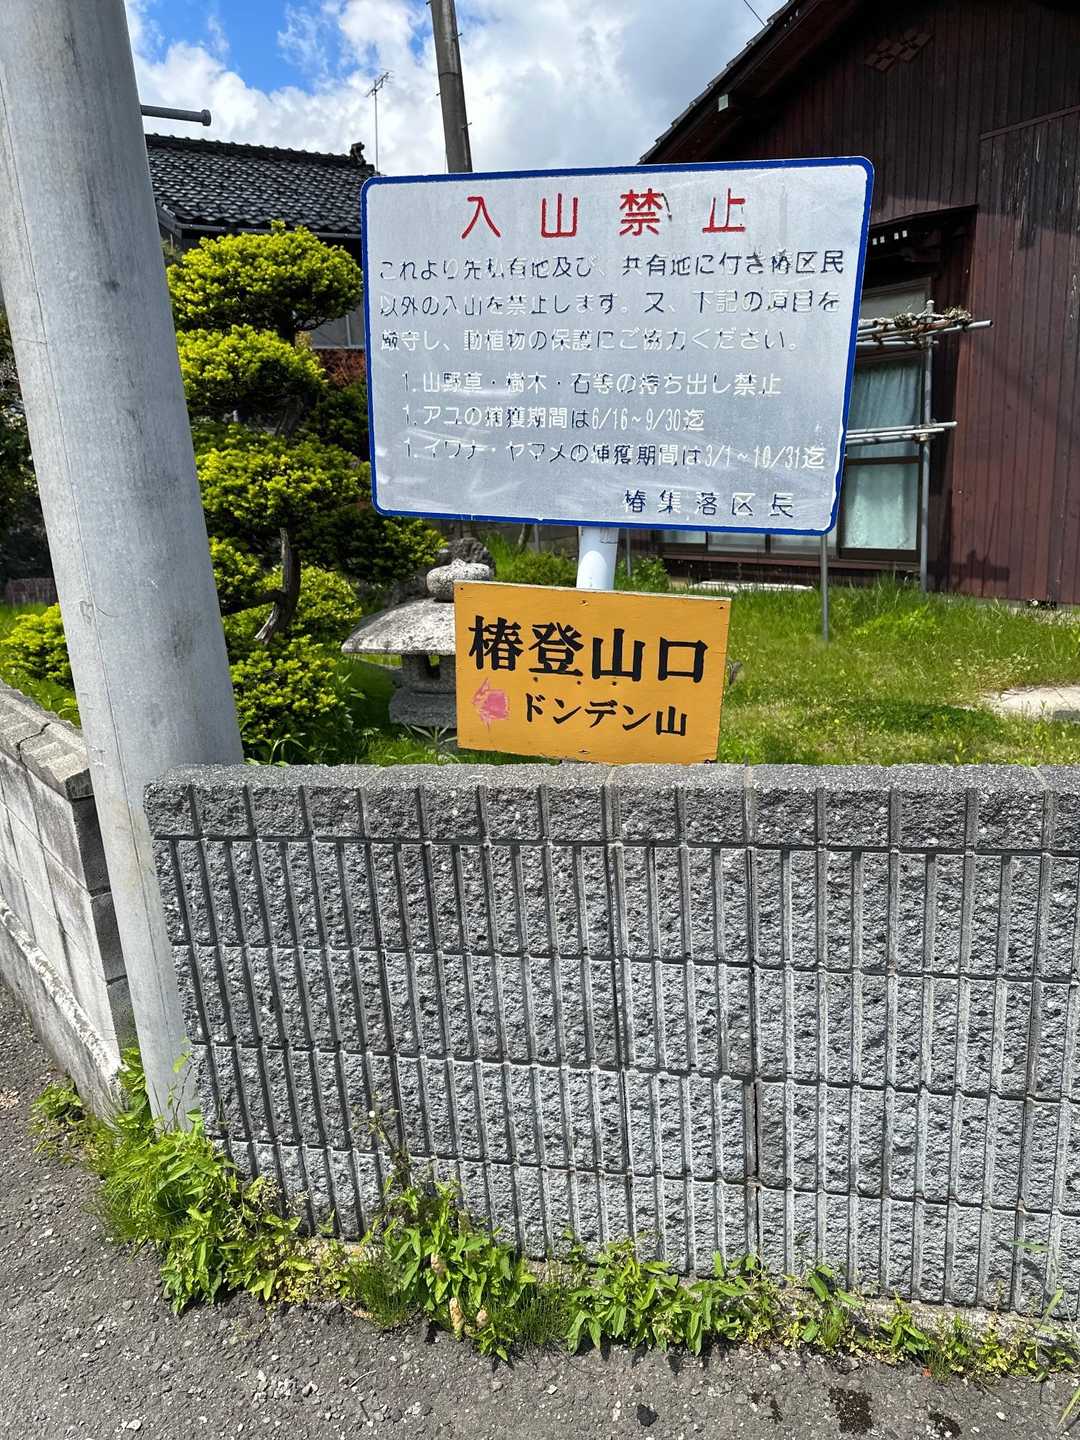 入山禁止
これより先私有地及び、共有地に付き椿区民
以外の入山を禁止します。又、下記の項目を
厳守し、動植物の保護にご協力ください。
1.山野草・樹木・石等の持ち出し禁止
1.アユの捕獲期間は6/16~9/30迄
1.イワナ・ヤマメの捕獲期間は3/1~10/31迄
椿集落区長
椿登山口
ドンデン山